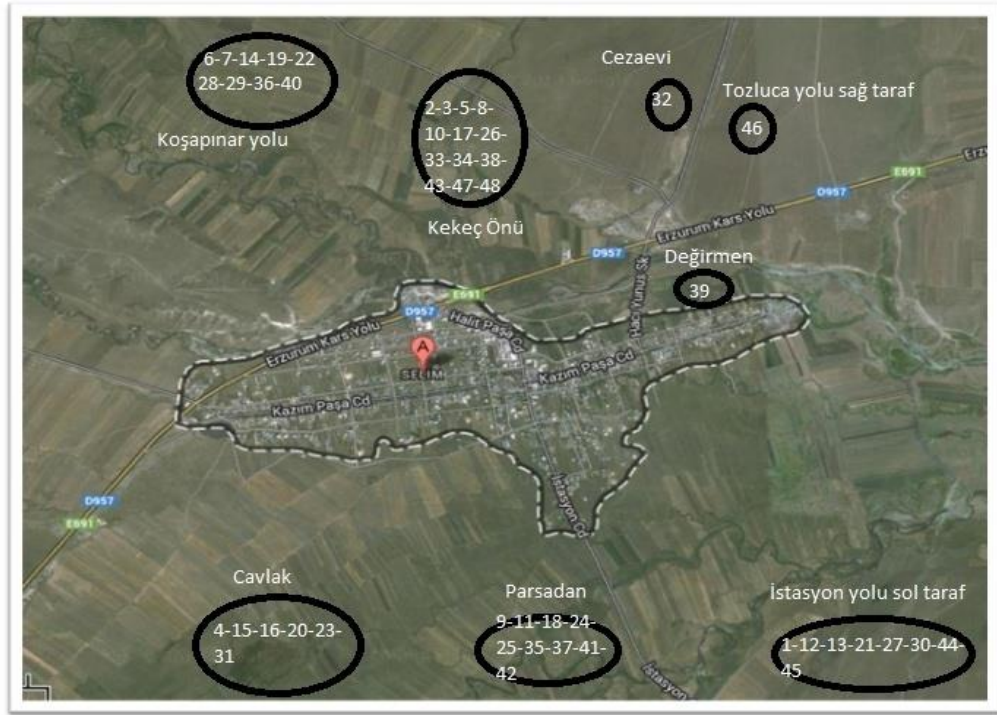 6-7-14-19-22
28-29-36-40
Koşapınar yolu
2-3-5-8-
10-17-26-
33-34-38-
43-47-48
Kekeç Önü
Cezaevi
32
Tozluca yolu sağ taraf
46
Erzu
E691
D957
Erzurum Kars-Yolu
D957
Değirmen
39
Hacı Yunus Sk
E691
D957
Halit Paşa Cd
Erzurum Kars-Yolu
A
SELİM
Kazım Paşa Cd
Kazım Paşa Cd
İstasyon Cd
D957
E691
Cavlak
4-15-16-20-23-
31
Parsadan
9-11-18-24-
25-35-37-41-
42
İstasyon
İstasyon yolu sol taraf
1-12-13-21-27-30-44-
45